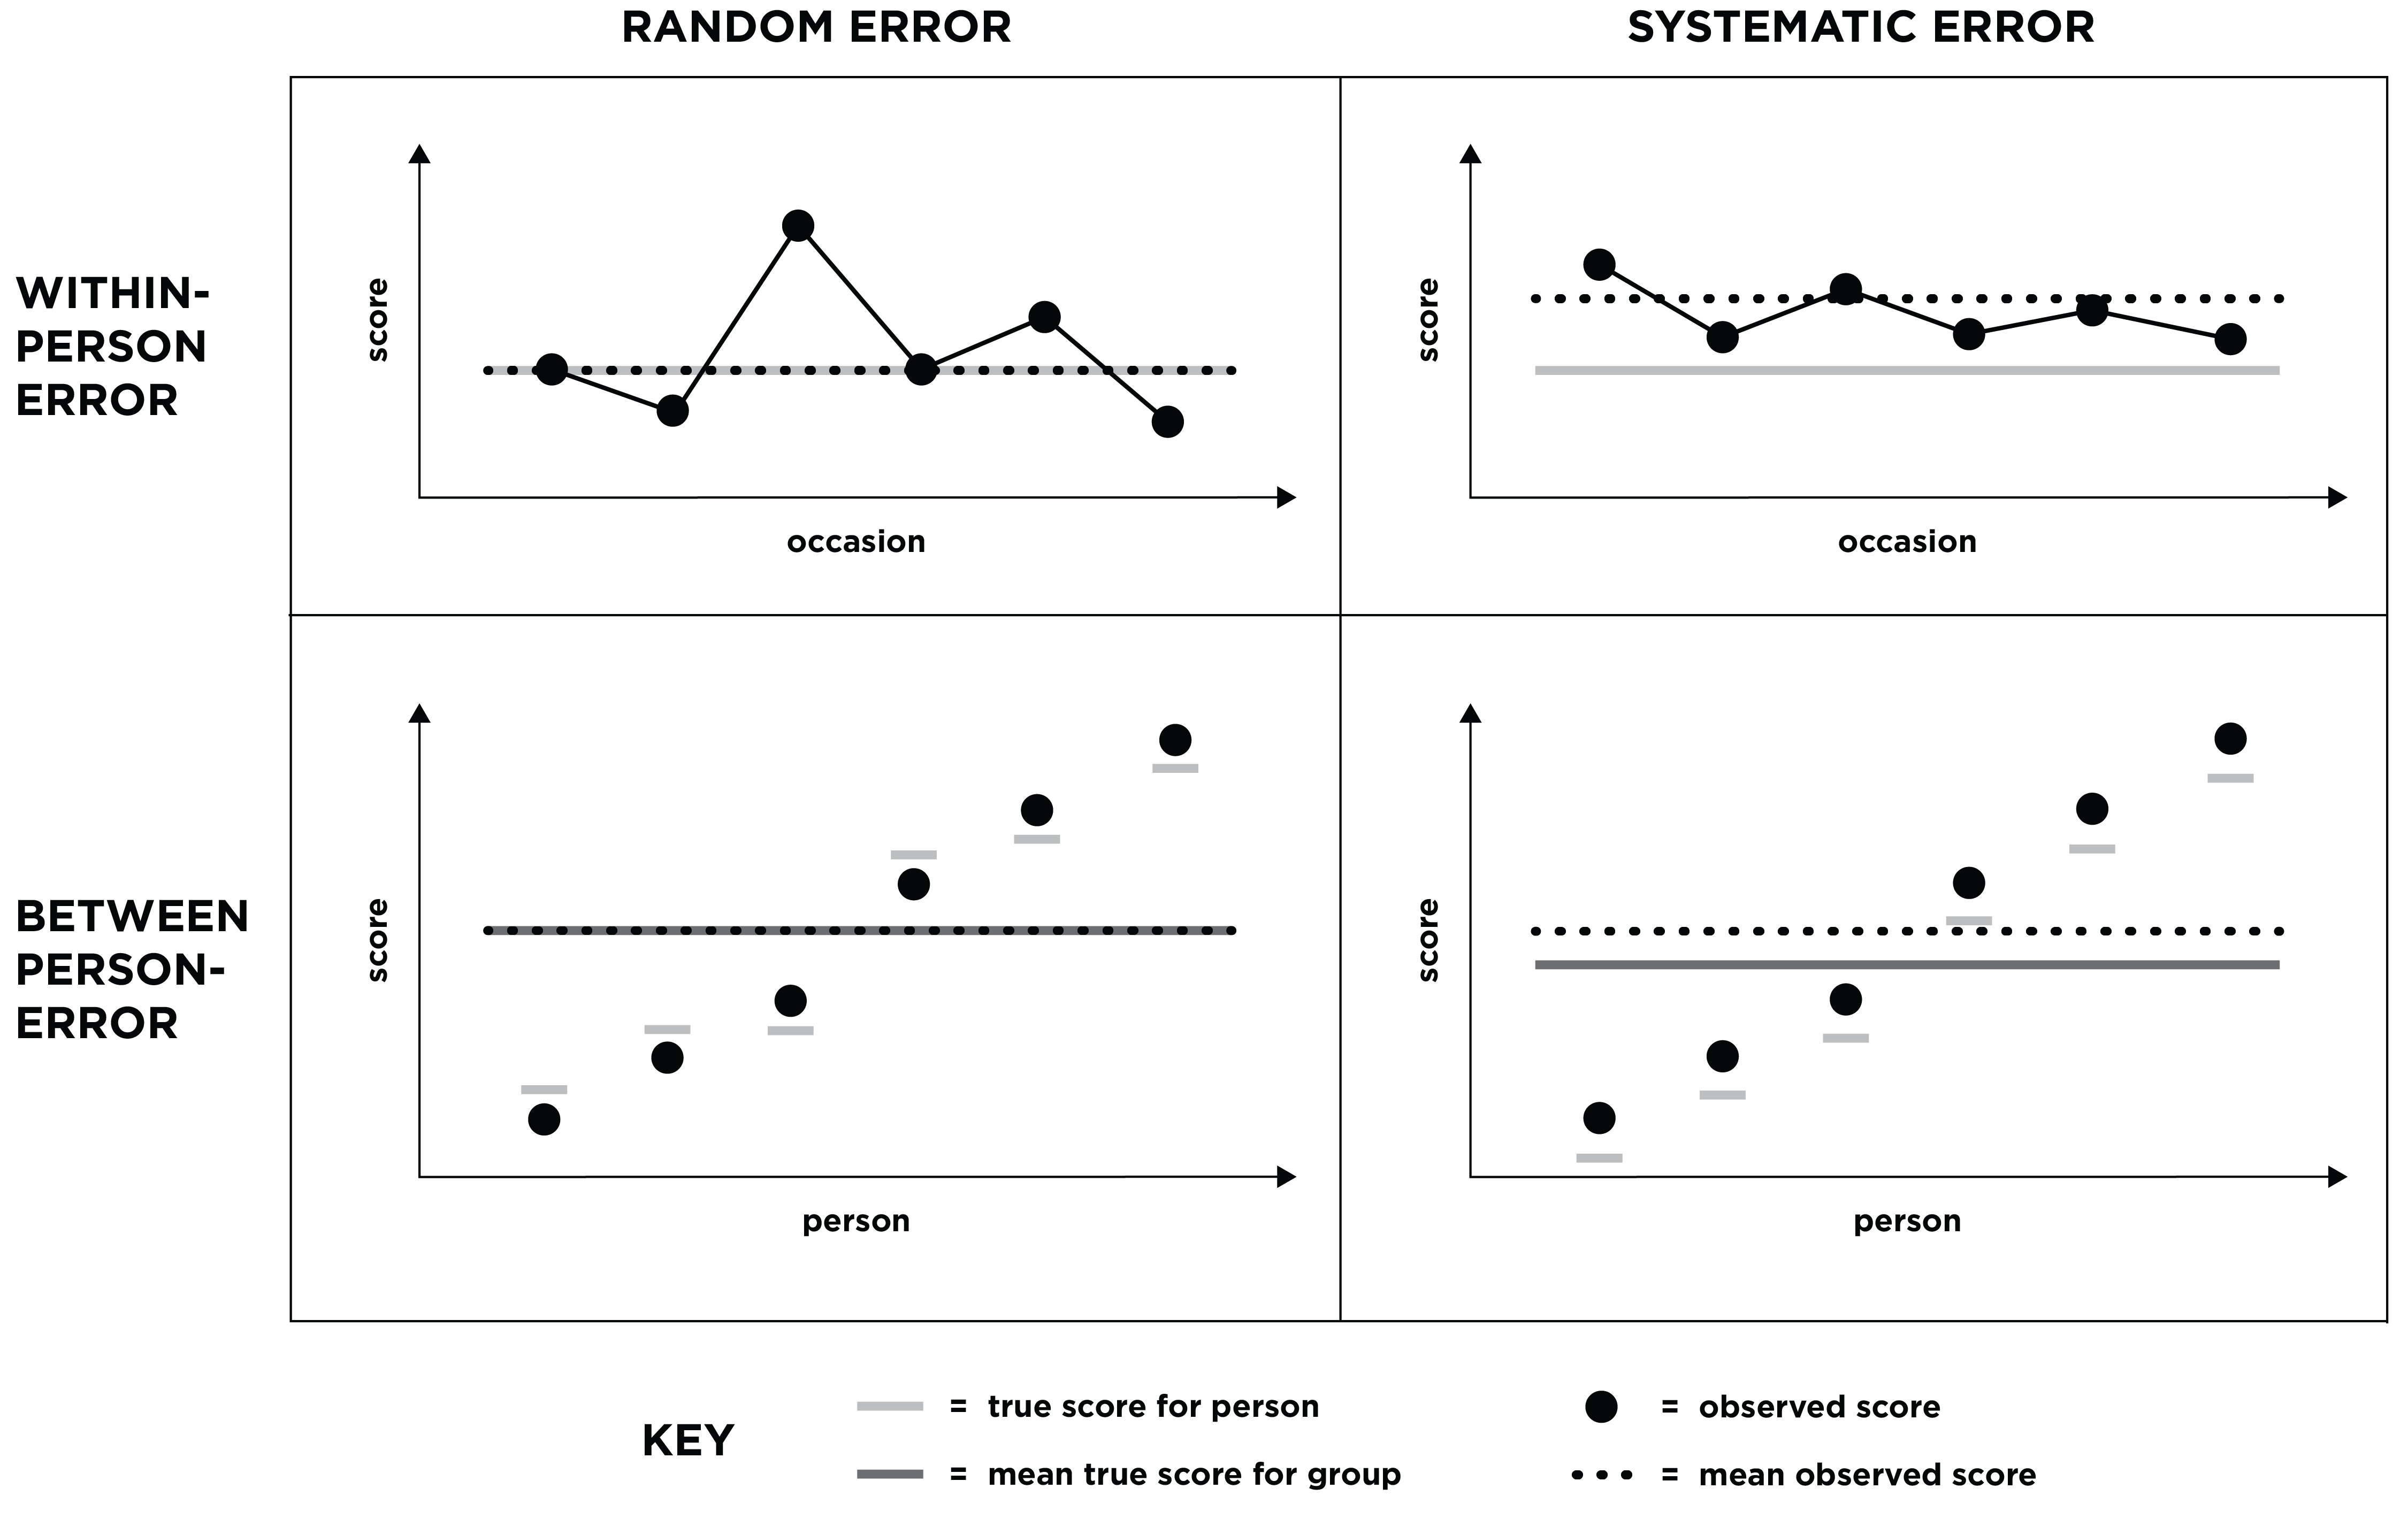 RANDOM ERROR
SYSTEMATIC ERROR
WITHIN-
PERSON
ERROR
score
occasion
score
occasion
BETWEEN
PERSON-
ERROR
score
person
score
person
KEY
= true score for person
= observed score
= mean true score for group
= mean observed score